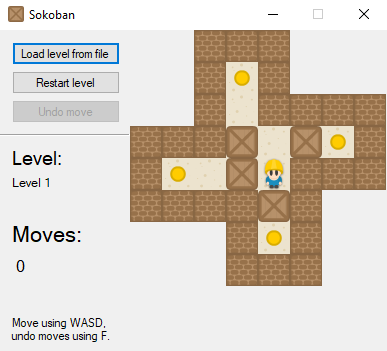 Sokoban
Load level from file
Restart level
Undo move
Level:
Level 1
Moves:
0
Move using WASD,
undo moves using F.